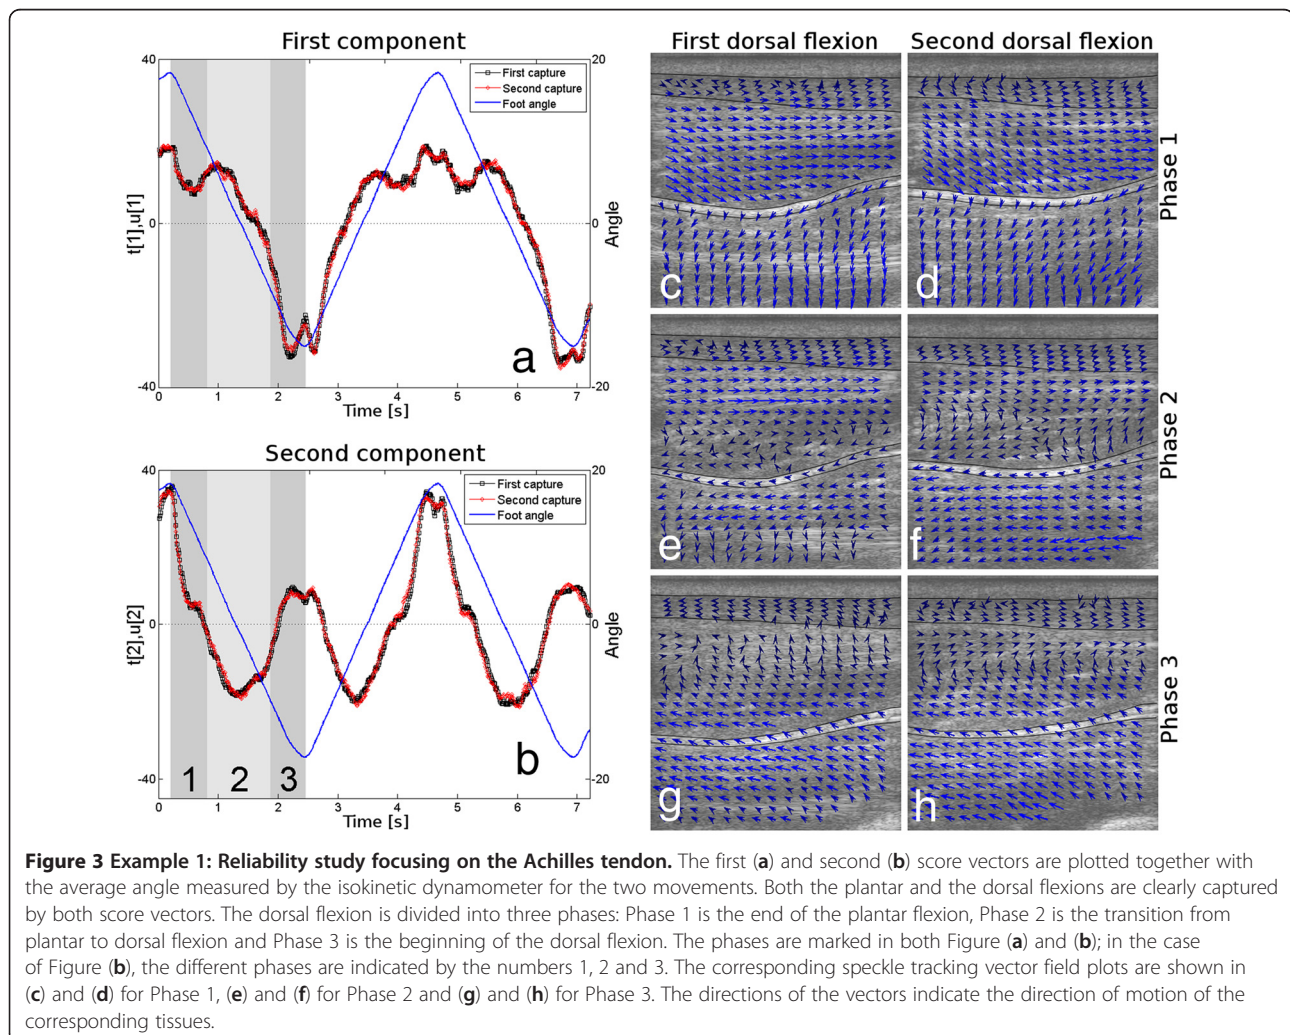 First component
40
20
First capture
Second capture
Foot angle
t[1],u[1]
0
0
Angle
a
-40
-20
0 1 2 3 4 5 6 7
Time [s]
Second component
40
20
First capture
Second capture
Foot angle
t[2],u[2]
0
0
Angle
1 2 3
b
-40
-20
0 1 2 3 4 5 6 7
Time [s]
First dorsal flexion
Second dorsal flexion
c
d
Phase 1
e
f
Phase 2
g
h
Phase 3
Figure 3 Example 1: Reliability study focusing on the Achilles tendon. The first (a) and second (b) score vectors are plotted together with
the average angle measured by the isokinetic dynamometer for the two movements. Both the plantar and the dorsal flexions are clearly captured
by both score vectors. The dorsal flexion is divided into three phases: Phase 1 is the end of the plantar flexion, Phase 2 is the transition from
plantar to dorsal flexion and Phase 3 is the beginning of the dorsal flexion. The phases are marked in both Figure (a) and (b); in the case
of Figure (b), the different phases are indicated by the numbers 1, 2 and 3. The corresponding speckle tracking vector field plots are shown in
(c) and (d) for Phase 1, (e) and (f) for Phase 2 and (g) and (h) for Phase 3. The directions of the vectors indicate the direction of motion of the
corresponding tissues.